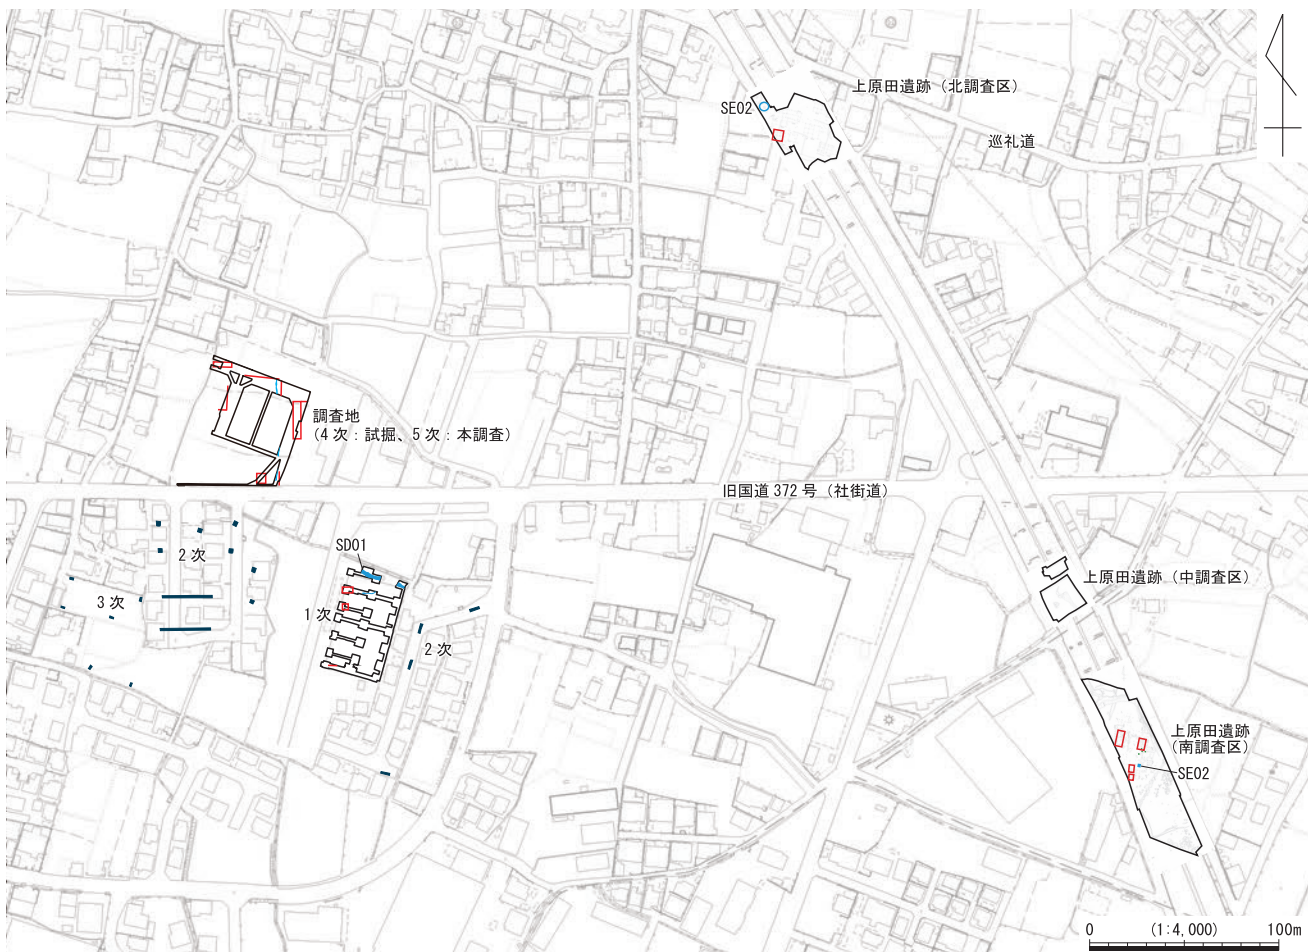 上原田遺跡（北調査区）
SE02
巡礼道
調査地
（4 次：試掘、5 次：本調査）
旧国道 372 号（社街道）
2 次
SD01
上原田遺跡（中調査区）
3 次
1 次
2 次
上原田遺跡
（南調査区）
SE02
0 (1:4,000) 100m